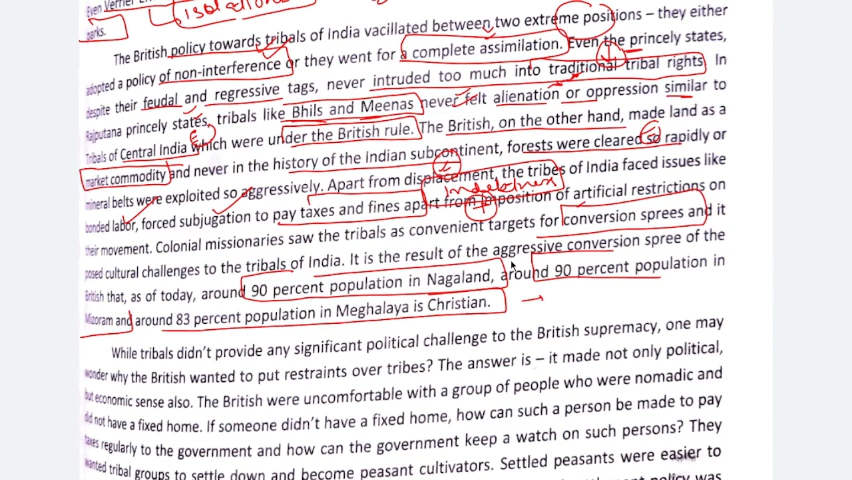 Even Verrier
isolation
parks.
The British policy towards tribals of India vacillated between two extreme positions – they either
adopted a policy of non-interference or they went for a complete assimilation. Even the princely states,
despite their feudal and regressive tags, never intruded too much into traditional tribal rights. In
Rajputana princely states, tribals like Bhils and Meenas never felt alienation or oppression similar to
Tribals of Central India which were under the British rule. The British, on the other hand, made land as a
market commodity and never in the history of the Indian subcontinent, forests were cleared so rapidly or
mineral belts were exploited so aggressively. Apart from displacement, the tribes of India faced issues like
indebtness
bonded labor, forced subjugation to pay taxes and fines apart from imposition of artificial restrictions on
their movement. Colonial missionaries saw the tribals as convenient targets for conversion sprees and it
posed cultural challenges to the tribals of India. It is the result of the aggressive conversion spree of the
British that, as of today, around 90 percent population in Nagaland, around 90 percent population in
Mizoram and around 83 percent population in Meghalaya is Christian.
While tribals didn't provide any significant political challenge to the British supremacy, one may
wonder why the British wanted to put restraints over tribes? The answer is – it made not only political,
but economic sense also. The British were uncomfortable with a group of people who were nomadic and
did not have a fixed home. If someone didn't have a fixed home, how can such a person be made to pay
taxes regularly to the government and how can the government keep a watch on such persons? They
wanted tribal groups to settle down and become peasant cultivators. Settled peasants were easier to
policy was